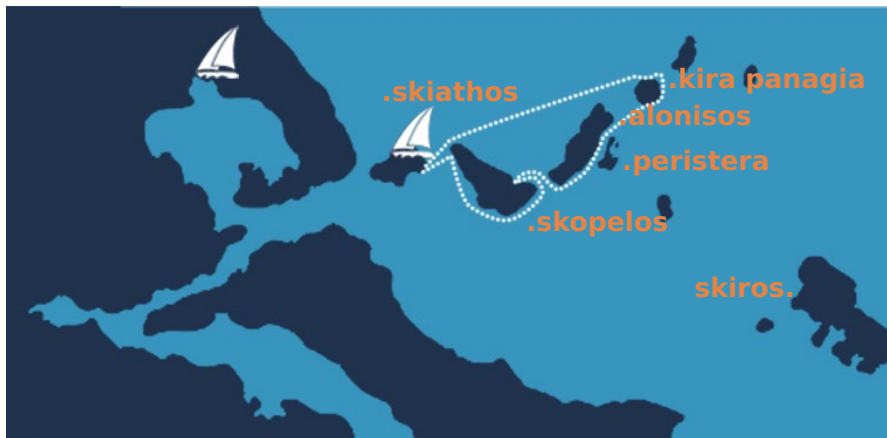 .skiathos
.kira panagia
.alonisos
.peristera
.skopelos
skiros.